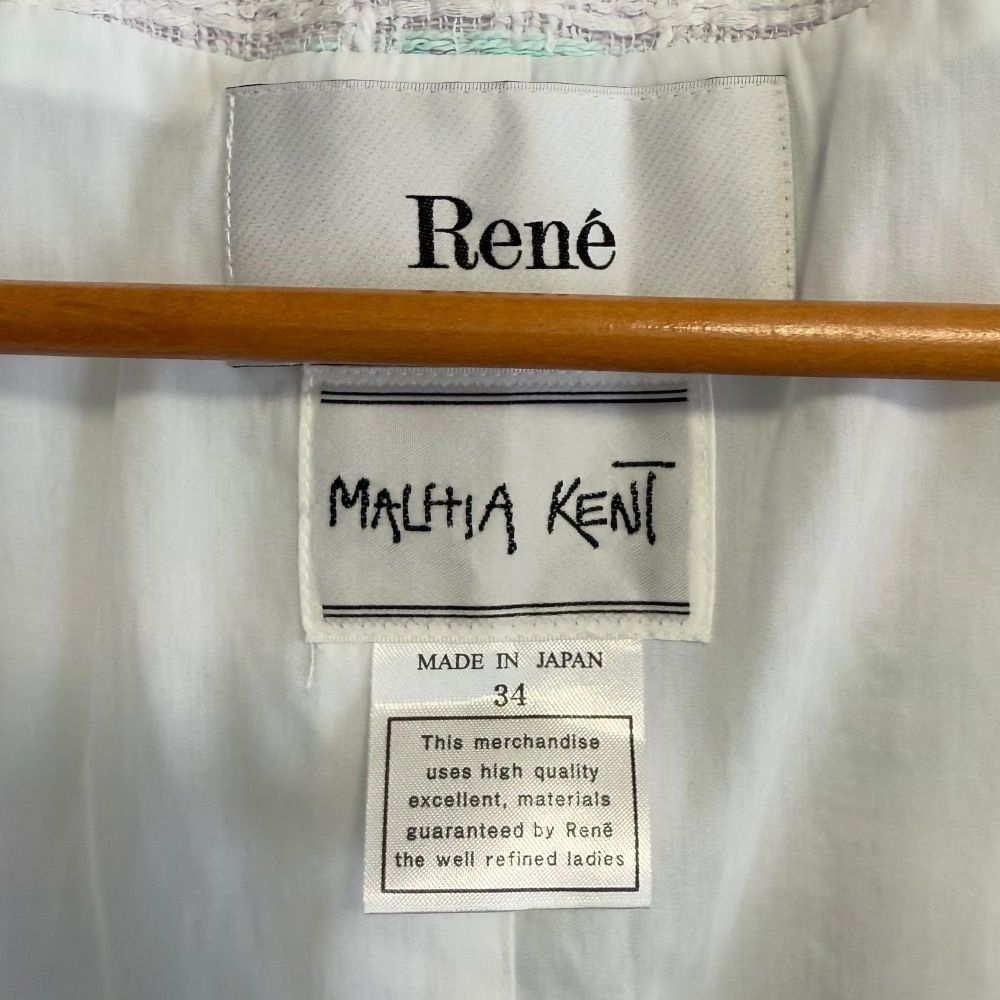 René
MALHIA KENT
MADE IN JAPAN
34
This merchandise
uses high quality
excellent, materials
guaranteed by René
the well refined ladies